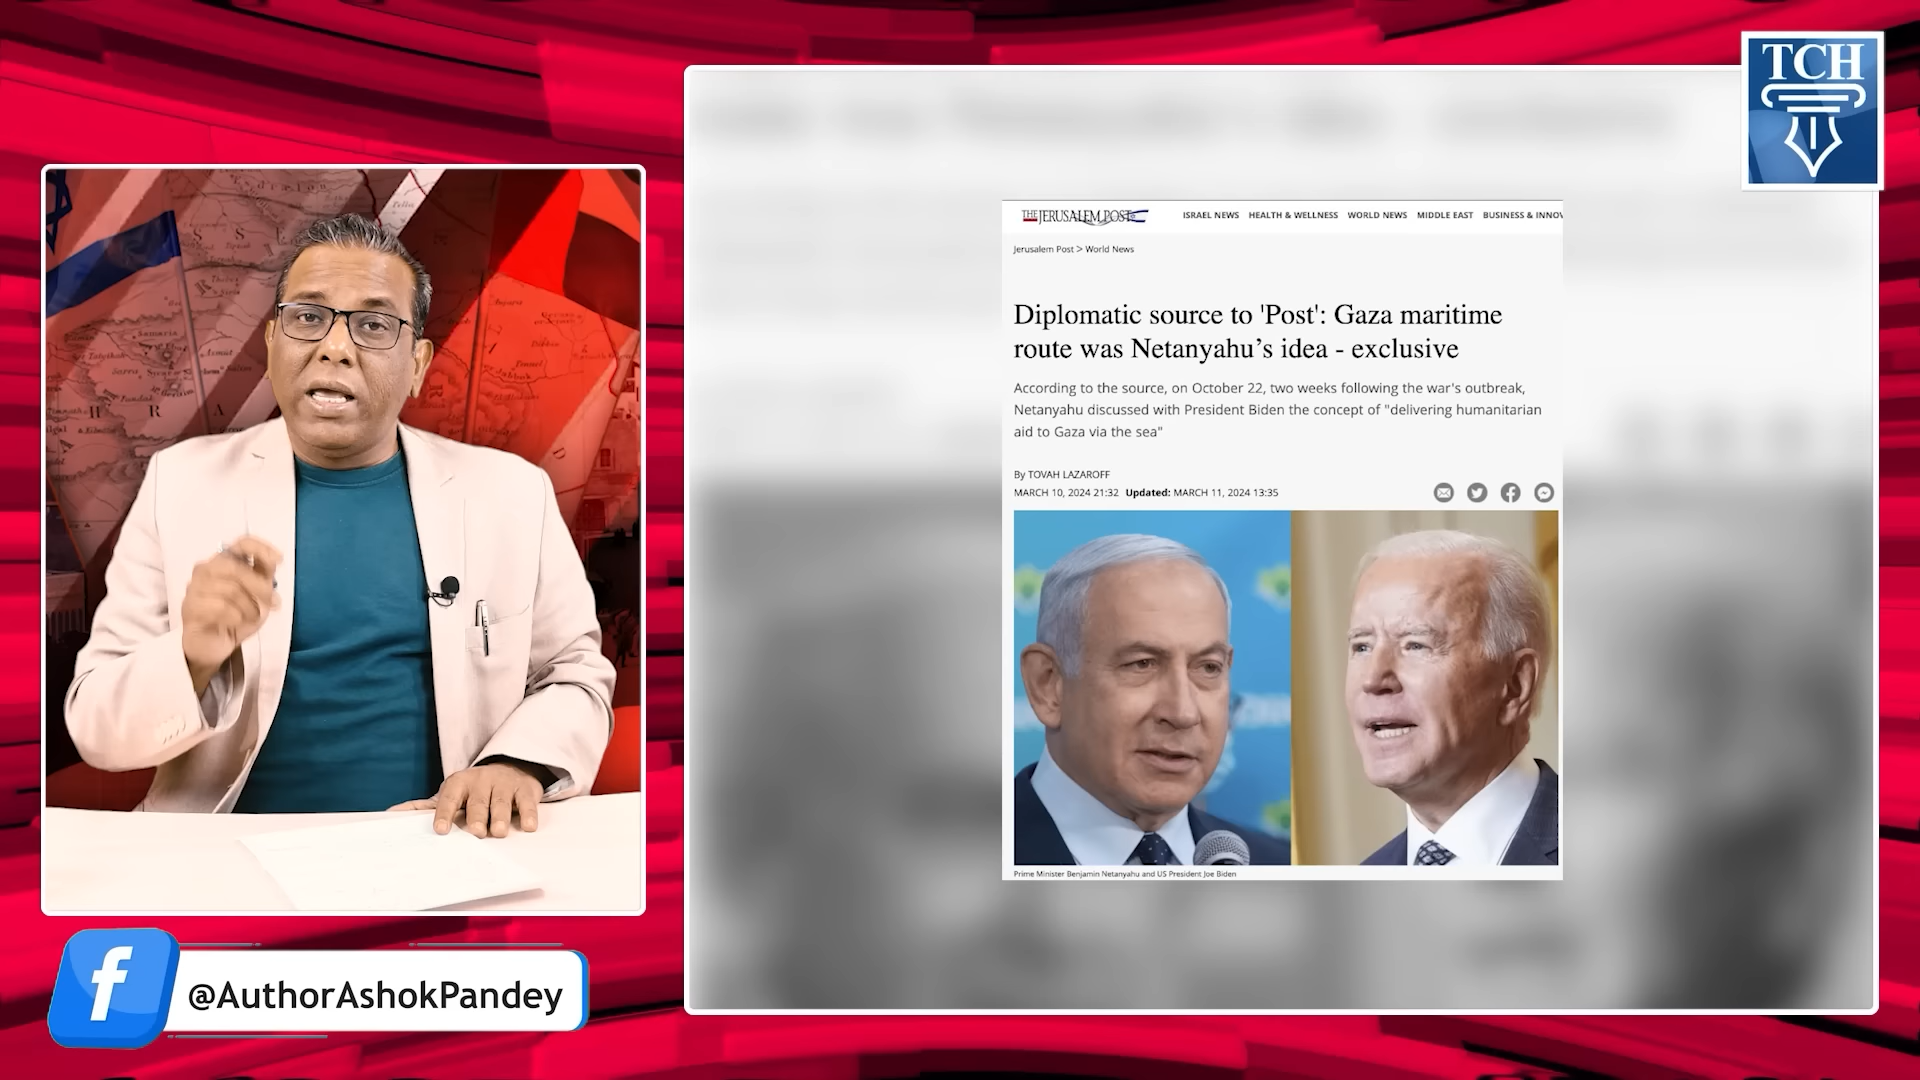 TCH
THE JERUSALEM POST
ISRAEL NEWS HEALTH & WELLNESS WORLD NEWS MIDDLE EAST BUSINESS & INNOV
Jerusalem Post > World News
Diplomatic source to 'Post': Gaza maritime
route was Netanyahu’s idea - exclusive
According to the source, on October 22, two weeks following the war's outbreak,
Netanyahu discussed with President Biden the concept of "delivering humanitarian
aid to Gaza via the sea"
By TOVAH LAZAROFF
MARCH 10, 2024 21:32 Updated: MARCH 11, 2024 13:35
Prime Minister Benjamin Netanyahu and US President Joe Biden
@AuthorAshokPandey